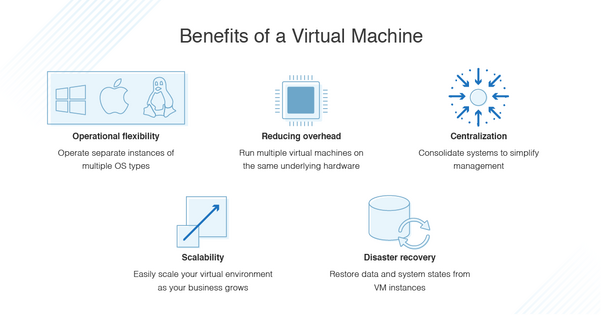 Benefits of a Virtual Machine
Operational flexibility
Operate separate instances of
multiple OS types
Reducing overhead
Run multiple virtual machines on
the same underlying hardware
Centralization
Consolidate systems to simplify
management
Scalability
Easily scale your virtual environment
as your business grows
Disaster recovery
Restore data and system states from
VM instances